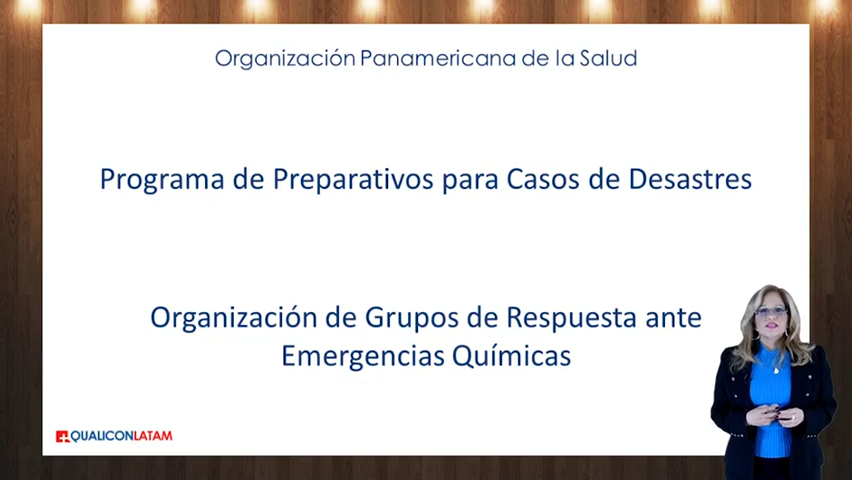 Organización Panamericana de la Salud
Programa de Preparativos para Casos de Desastres
Organización de Grupos de Respuesta ante
Emergencias Químicas
QUALICONLATAM